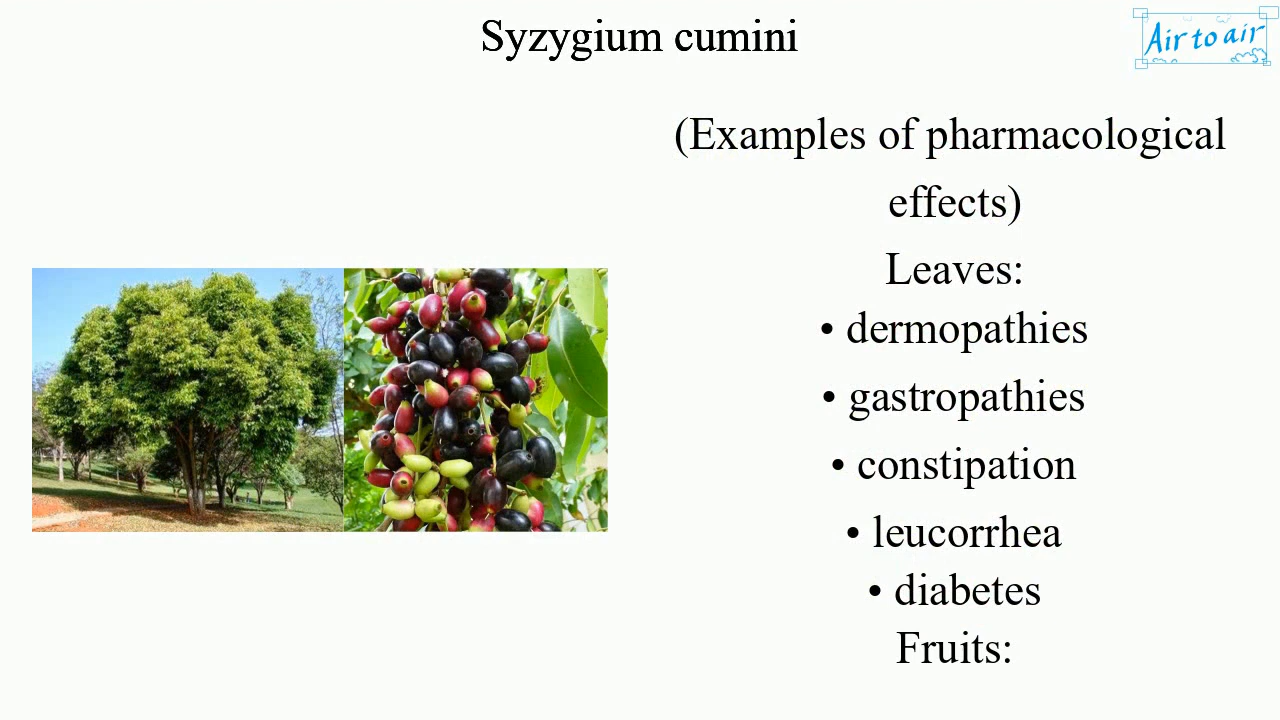 Syzygium cumini
Air to air
(Examples of pharmacological
effects)
Leaves:
• dermopathies
• gastropathies
• constipation
• leucorrhea
• diabetes
Fruits: